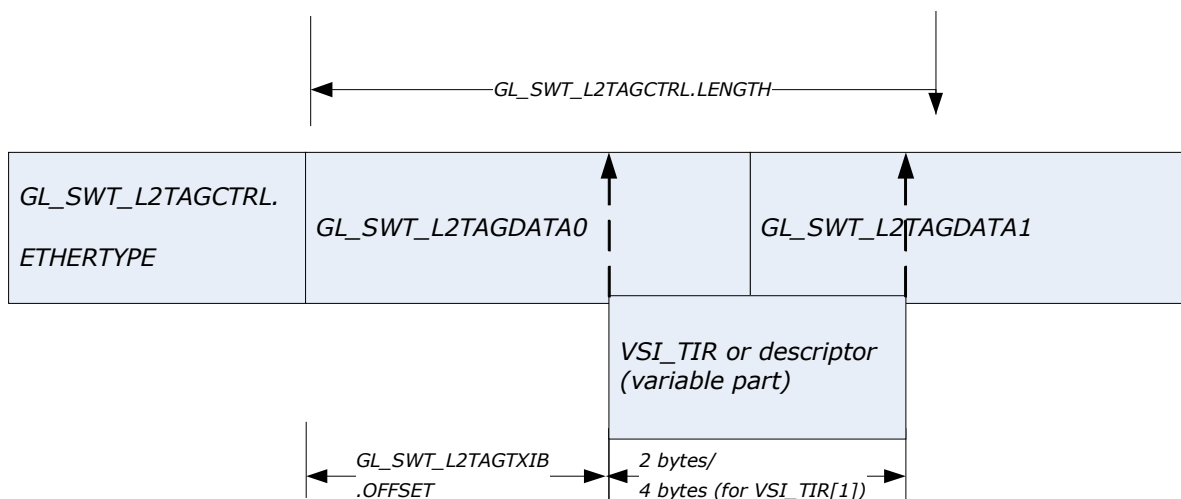 GL_SWT_L2TAGCTRL.LENGTH
GL_SWT_L2TAGCTRL.
ETHERTYPE
GL_SWT_L2TAGDATA0
GL_SWT_L2TAGDATA1
VSI_TIR or descriptor
(variable part)
GL_SWT_L2TAGTXIB
.OFFSET
2 bytes/
4 bytes (for VSI_TIR[1])